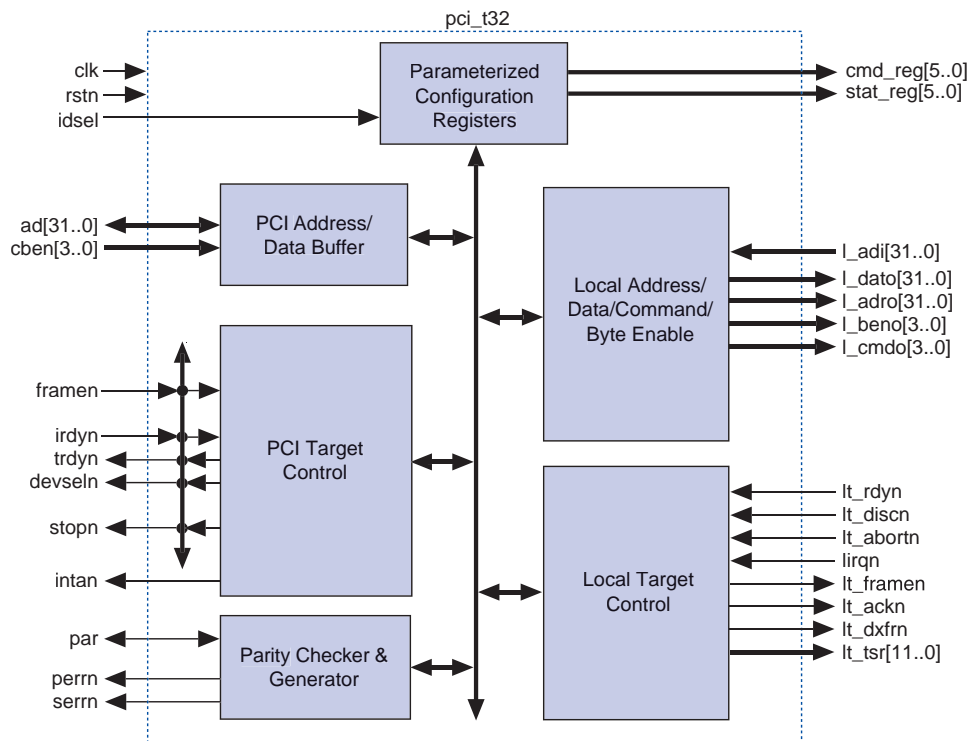 pci_t32
clk
rstn
idsel
Parameterized
Configuration
Registers
cmd_reg[5..0]
stat_reg[5..0]
ad[31..0]
cben[3..0]
PCI Address/
Data Buffer
Local Address/
Data/Command/
Byte Enable
l_adi[31..0]
l_dato[31..0]
l_adro[31..0]
l_beno[3..0]
l_cmdo[3..0]
framen
irdyn
trdyn
devseln
stopn
intan
PCI Target
Control
Local Target
Control
lt_rdyn
lt_discn
lt_abortn
lirqn
lt_framen
lt_ackn
lt_dxfrn
lt_tsr[11..0]
par
perrn
serrn
Parity Checker &
Generator